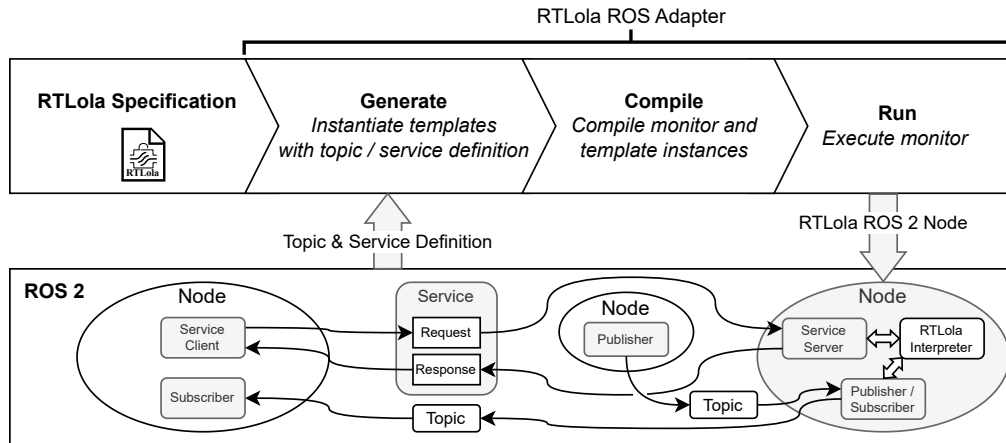 RTLola ROS Adapter
RTLola Specification
RTLola
Generate
Instantiate templates
with topic / service definition
Compile
Compile monitor and
template instances
Run
Execute monitor
Topic & Service Definition
RTLola ROS 2 Node
ROS 2
Node
Service
Client
Subscriber
Service
Request
Response
Topic
Node
Publisher
Topic
Node
Service
Server
RTLola
Interpreter
Publisher /
Subscriber